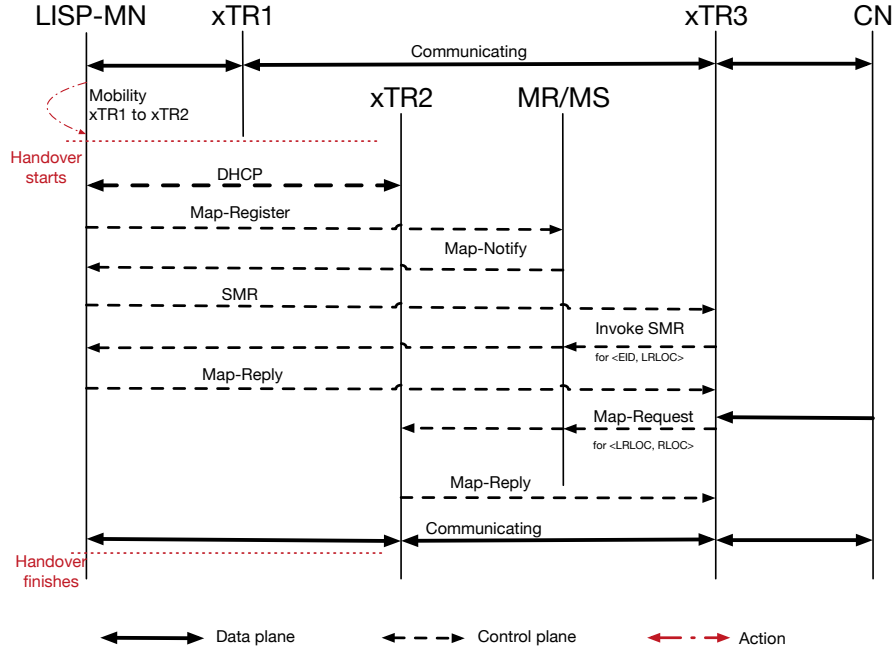 LISP-MN xTR1 xTR3 CN
Communicating
Mobility
xTR1 to xTR2
xTR2 MR/MS
Handover
starts
DHCP
Map-Register
Map-Notify
SMR
Invoke SMR
for <EID, LRLOC>
Map-Reply
Map-Request
for <LRLOC, RLOC>
Map-Reply
Communicating
Handover
finishes
Data plane Control plane Action